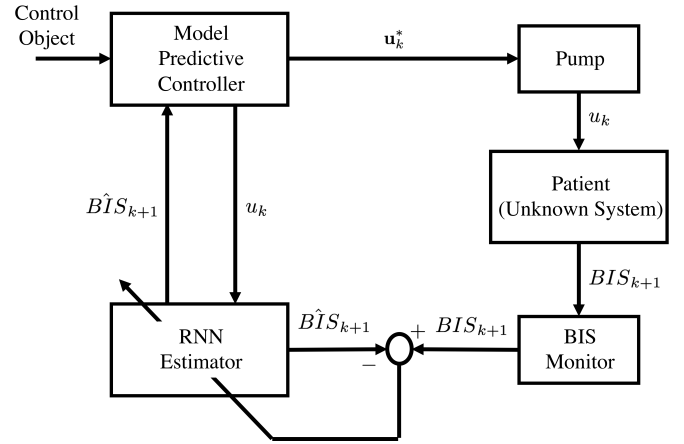 Control
Object
Model
Predictive
Controller
u*ₖ
Pump
uₖ
Patient
(Unknown System)
BISₖ₊₁
BIS
Monitor
BISₖ₊₁
+
−
BÎSₖ₊₁
RNN
Estimator
BÎSₖ₊₁
uₖ